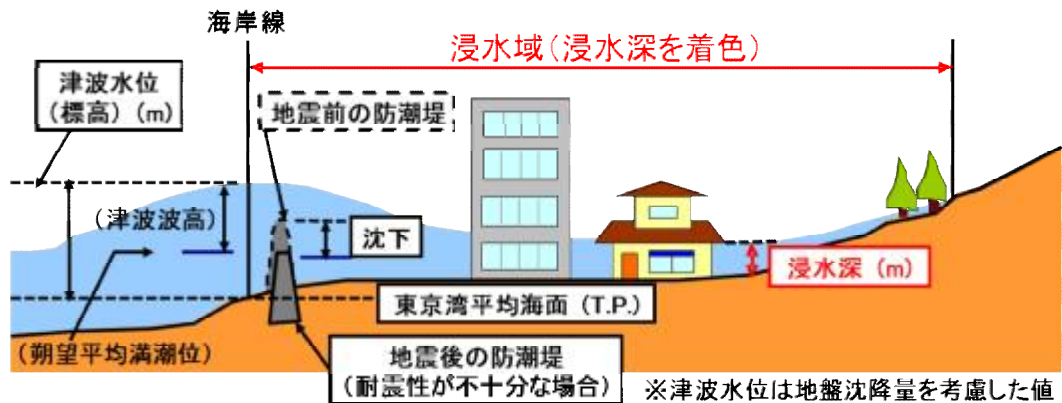 海岸線
浸水域(浸水深を着色)
津波水位
(標高)(m)
地震前の防潮堤
(津波波高)
沈下
浸水深(m)
東京湾平均海面(T.P.)
(朔望平均満潮位)
地震後の防潮堤
(耐震性が不十分な場合)
※津波水位は地盤沈降量を考慮した値